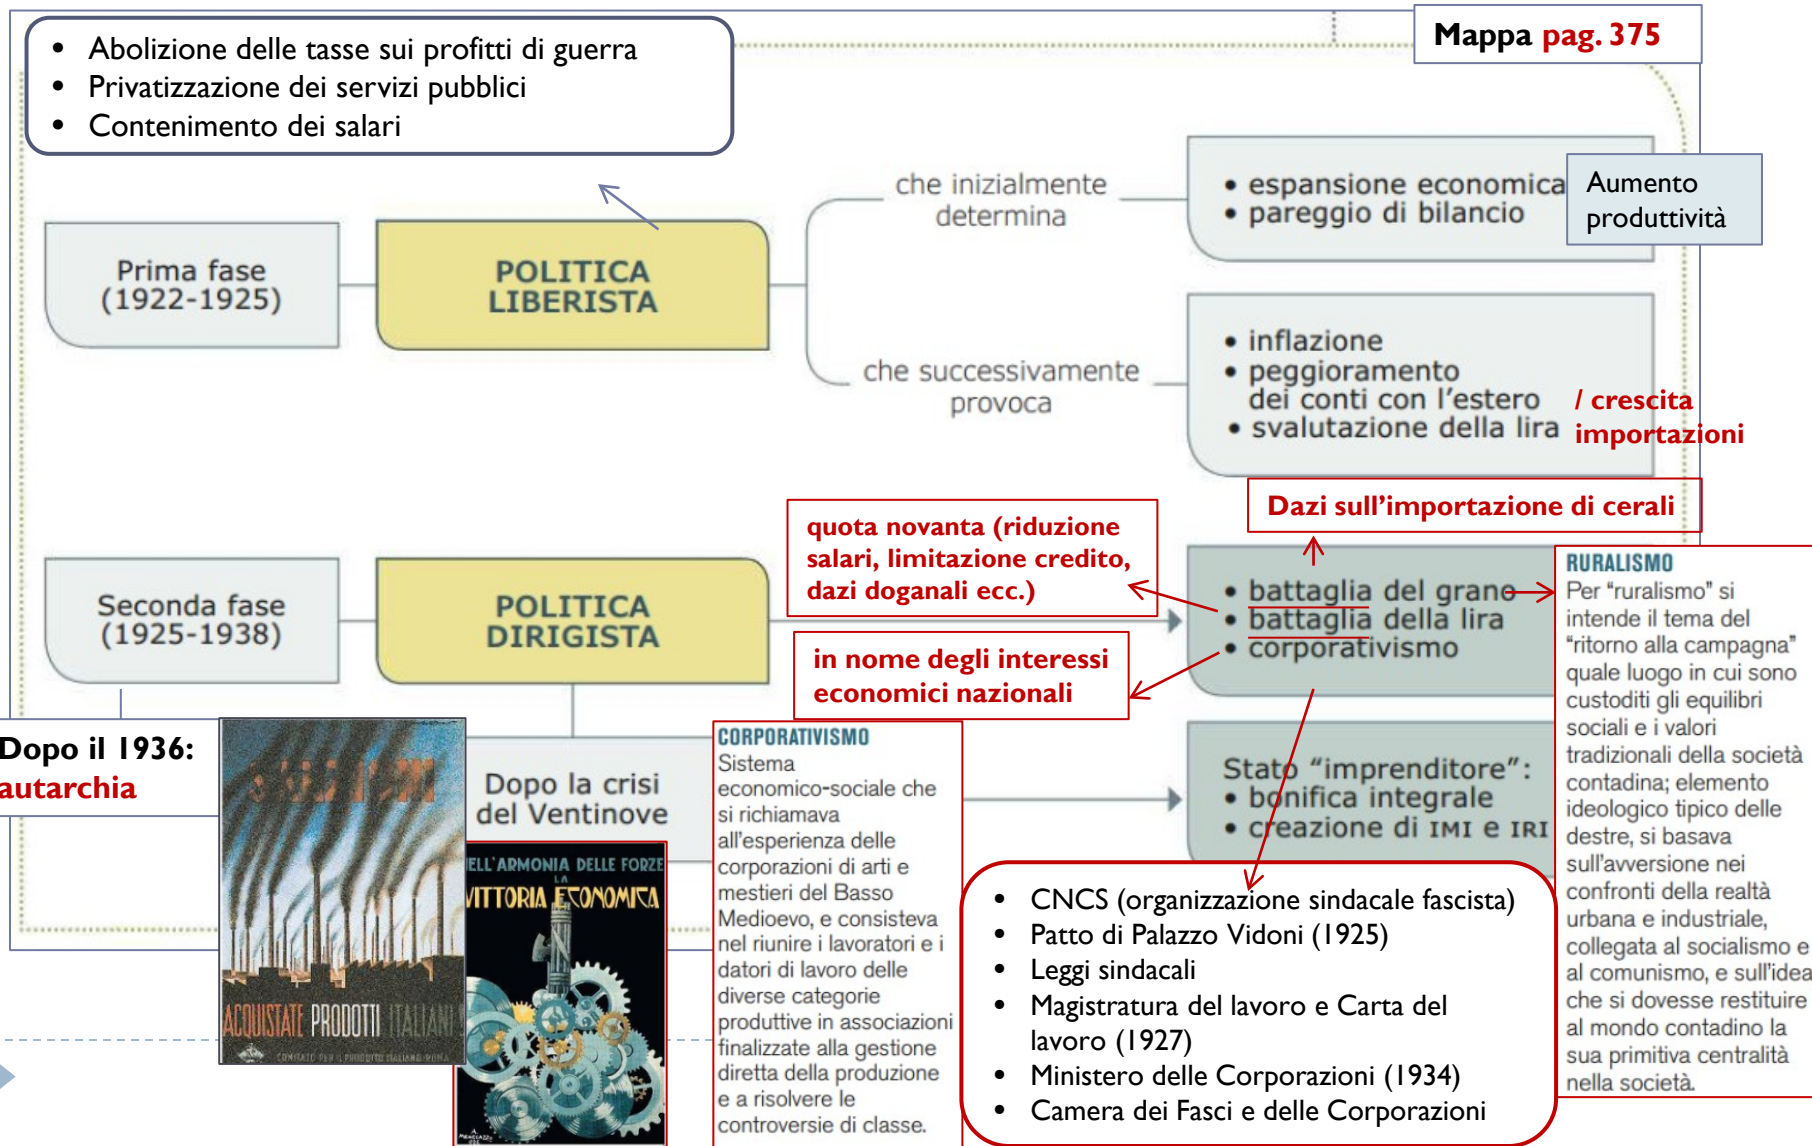 • Abolizione delle tasse sui profitti di guerra
• Privatizzazione dei servizi pubblici
• Contenimento dei salari
Mappa pag. 375
Prima fase
(1922-1925)
POLITICA
LIBERISTA
che inizialmente
determina
• espansione economica
• pareggio di bilancio
Aumento
produttività
che successivamente
provoca
• inflazione
• peggioramento
dei conti con l'estero
• svalutazione della lira
/ crescita
importazioni
Seconda fase
(1925-1938)
POLITICA
DIRIGISTA
quota novanta (riduzione
salari, limitazione credito,
dazi doganali ecc.)
in nome degli interessi
economici nazionali
Dazi sull'importazione di cerali
• battaglia del grano
• battaglia della lira
• corporativismo
RURALISMO
Per "ruralismo" si
intende il tema del
"ritorno alla campagna"
quale luogo in cui sono
custoditi gli equilibri
sociali e i valori
tradizionali della società
contadina; elemento
ideologico tipico delle
destre, si basava
sull'avversione nei
confronti della realtà
urbana e industriale,
collegata al socialismo e
al comunismo, e sull'idea
che si dovesse restituire
al mondo contadino la
sua primitiva centralità
nella società.
Dopo il 1936:
autarchia
ACQUISTATE PRODOTTI ITALIANI
COMITATO PER IL PRODOTTO ITALIANO ROMA
Dopo la crisi
del Ventinove
NELL'ARMONIA DELLE FORZE
LA
VITTORIA ECONOMICA
CORPORATIVISMO
Sistema
economico-sociale che
si richiamava
all'esperienza delle
corporazioni di arti e
mestieri del Basso
Medioevo, e consisteva
nel riunire i lavoratori e i
datori di lavoro delle
diverse categorie
produttive in associazioni
finalizzate alla gestione
diretta della produzione
e a risolvere le
controversie di classe.
Stato "imprenditore":
• bonifica integrale
• creazione di IMI e IRI
• CNCS (organizzazione sindacale fascista)
• Patto di Palazzo Vidoni (1925)
• Leggi sindacali
• Magistratura del lavoro e Carta del
lavoro (1927)
• Ministero delle Corporazioni (1934)
• Camera dei Fasci e delle Corporazioni